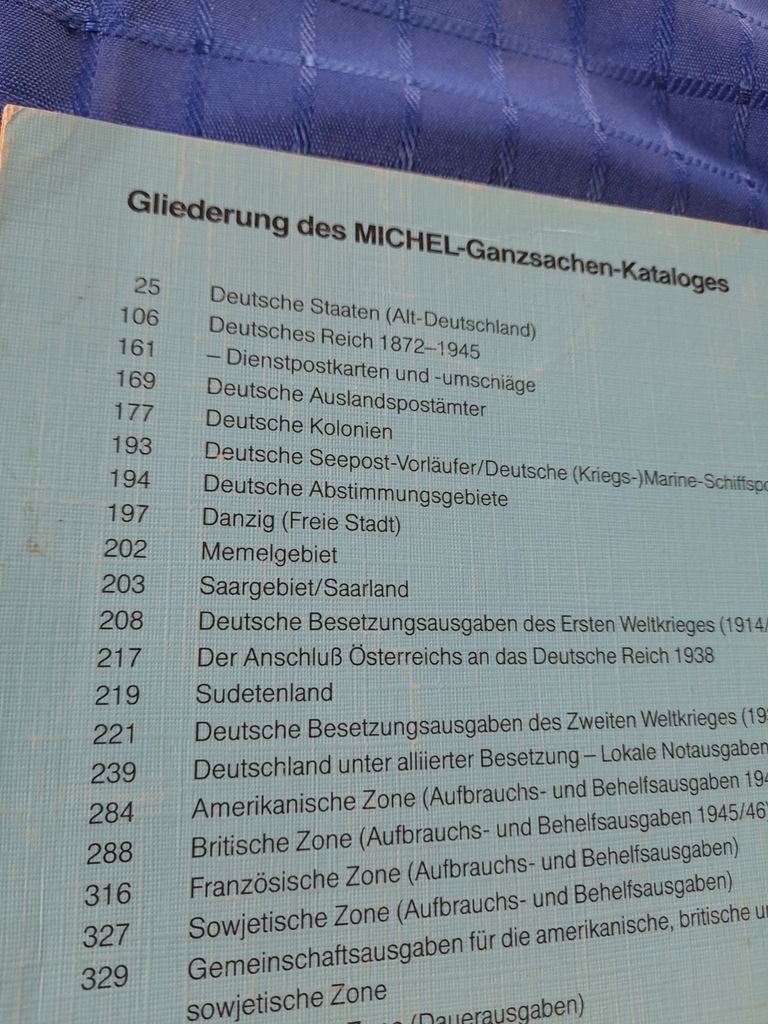 Gliederung des MICHEL-Ganzsachen-Kataloges
25 Deutsche Staaten (Alt-Deutschland)
106 Deutsches Reich 1872–1945
161 – Dienstpostkarten und -umschläge
169 Deutsche Auslandspostämter
177 Deutsche Kolonien
193 Deutsche Seepost-Vorläufer/Deutsche (Kriegs-)Marine-Schiffspo
194 Deutsche Abstimmungsgebiete
197 Danzig (Freie Stadt)
202 Memelgebiet
203 Saargebiet/Saarland
208 Deutsche Besetzungsausgaben des Ersten Weltkrieges (1914/
217 Der Anschluß Österreichs an das Deutsche Reich 1938
219 Sudetenland
221 Deutsche Besetzungsausgaben des Zweiten Weltkrieges (19
239 Deutschland unter alliierter Besetzung – Lokale Notausgaben
284 Amerikanische Zone (Aufbrauchs- und Behelfsausgaben 194
288 Britische Zone (Aufbrauchs- und Behelfsausgaben 1945/46)
316 Französische Zone (Aufbrauchs- und Behelfsausgaben)
327 Sowjetische Zone (Aufbrauchs- und Behelfsausgaben)
329 Gemeinschaftsausgaben für die amerikanische, britische u
sowjetische Zone
(Dauerausgaben)